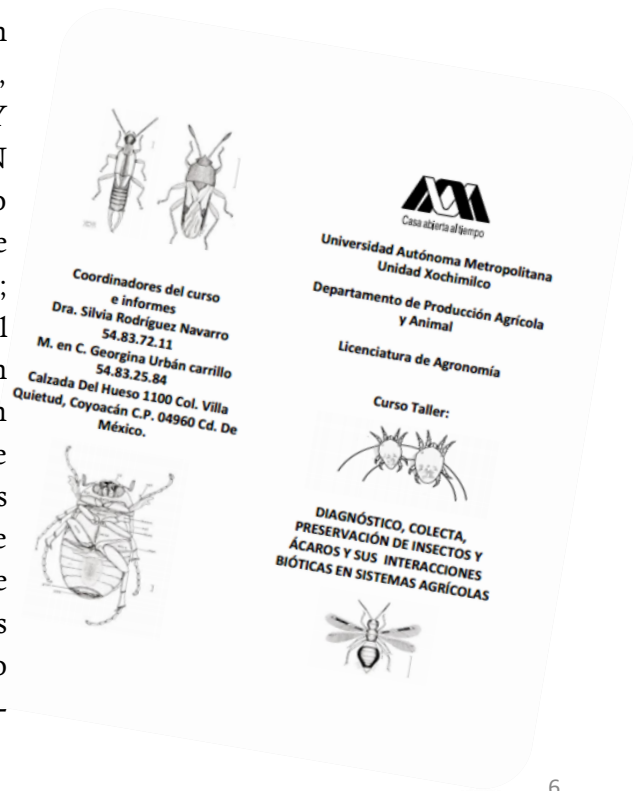 Coordinadores del curso
e informes
Dra. Silvia Rodríguez Navarro
54.83.72.11
M. en C. Georgina Urbán carrillo
54.83.25.84
Calzada Del Hueso 1100 Col. Villa
Quietud, Coyoacán C.P. 04960 Cd. De
México.
Casa abierta al tiempo
Universidad Autónoma Metropolitana
Unidad Xochimilco
Departamento de Producción Agrícola
y Animal
Licenciatura de Agronomía
Curso Taller:
DIAGNÓSTICO, COLECTA,
PRESERVACIÓN DE INSECTOS Y
ÁCAROS Y SUS INTERACCIONES
BIÓTICAS EN SISTEMAS AGRÍCOLAS
6